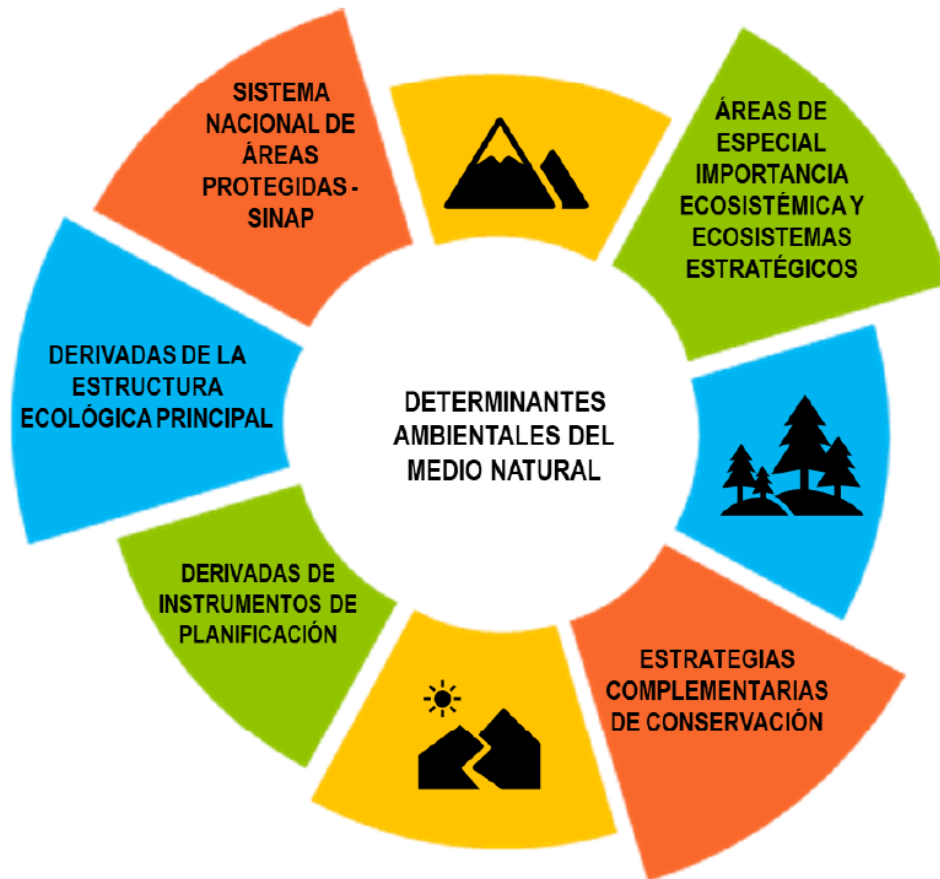 SISTEMA
NACIONAL DE
ÁREAS
PROTEGIDAS -
SINAP
ÁREAS DE
ESPECIAL
IMPORTANCIA
ECOSISTÉMICA Y
ECOSISTEMAS
ESTRATÉGICOS
DERIVADAS DE LA
ESTRUCTURA
ECOLÓGICA PRINCIPAL
DETERMINANTES
AMBIENTALES DEL
MEDIO NATURAL
DERIVADAS DE
INSTRUMENTOS DE
PLANIFICACIÓN
ESTRATEGIAS
COMPLEMENTARIAS
DE CONSERVACIÓN